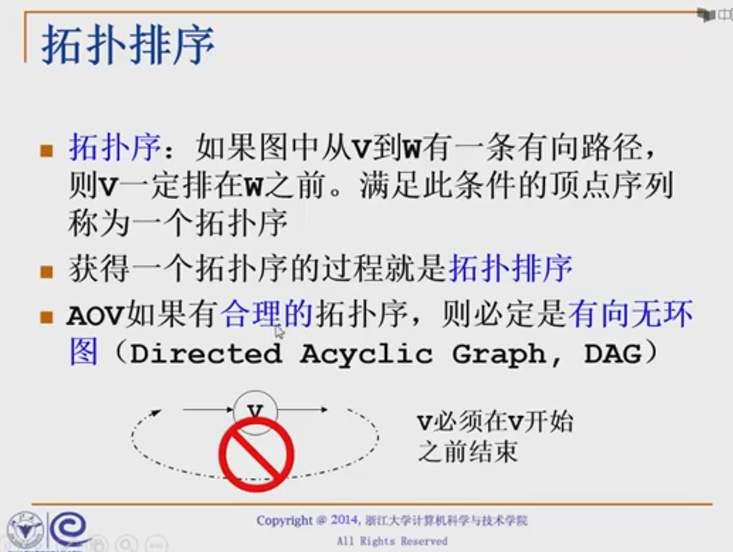 拓扑排序
拓扑序：如果图中从V到W有一条有向路径，
则V一定排在W之前。满足此条件的顶点序列
称为一个拓扑序
获得一个拓扑序的过程就是拓扑排序
AOV如果有合理的拓扑序，则必定是有向无环
图（Directed Acyclic Graph, DAG）
V
V必须在V开始
之前结束
Copyright @ 2014, 浙江大学计算机科学与技术学院
All Rights Reserved